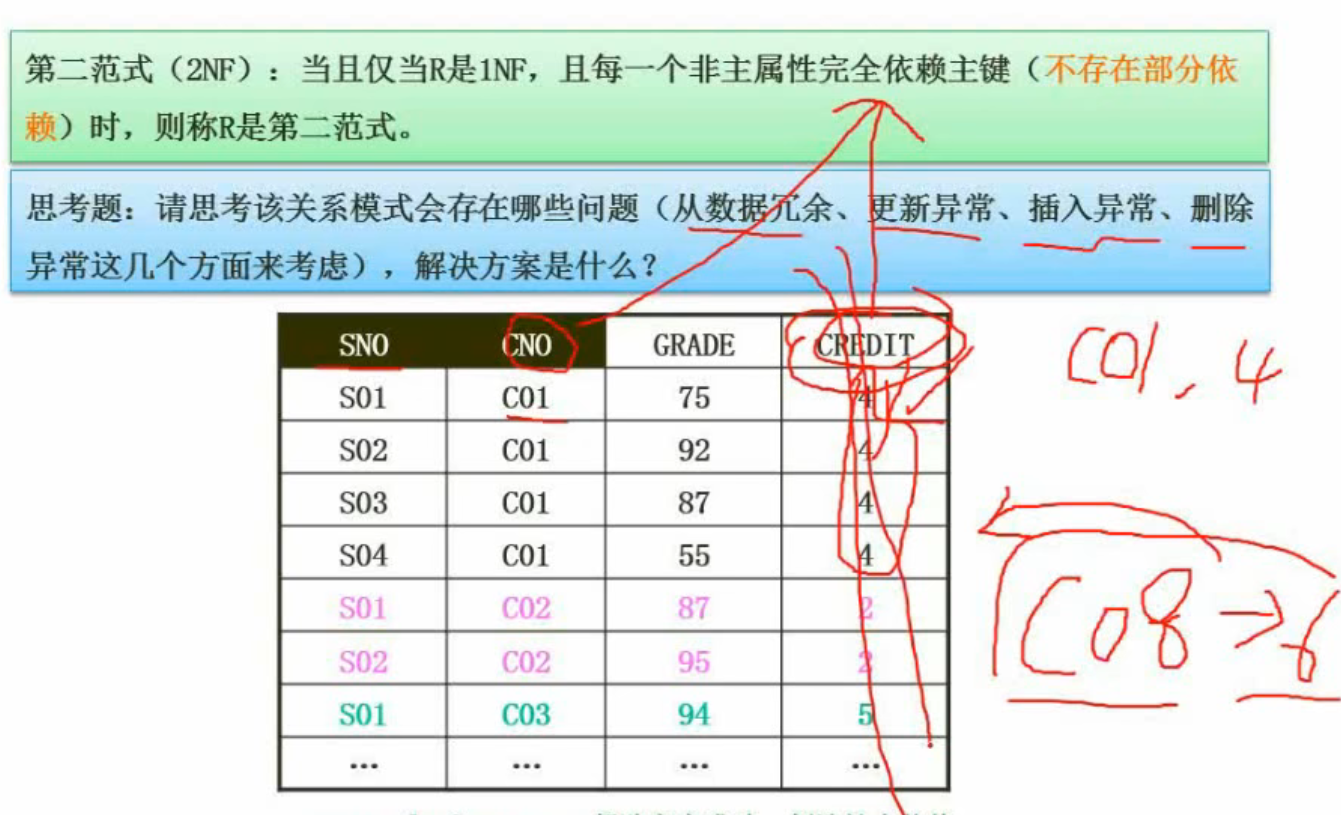 第二范式（2NF）：当且仅当R是1NF，且每一个非主属性完全依赖主键（不存在部分依
赖）时，则称R是第二范式。
思考题：请思考该关系模式会存在哪些问题（从数据冗余、更新异常、插入异常、删除
异常这几个方面来考虑），解决方案是什么？
SNO CNO GRADE CREDIT
S01 C01 75 4
S02 C01 92 4
S03 C01 87 4
S04 C01 55 4
S01 C02 87 2
S02 C02 95 2
S01 C03 94 5
… … … …
C01, 4
C08→6